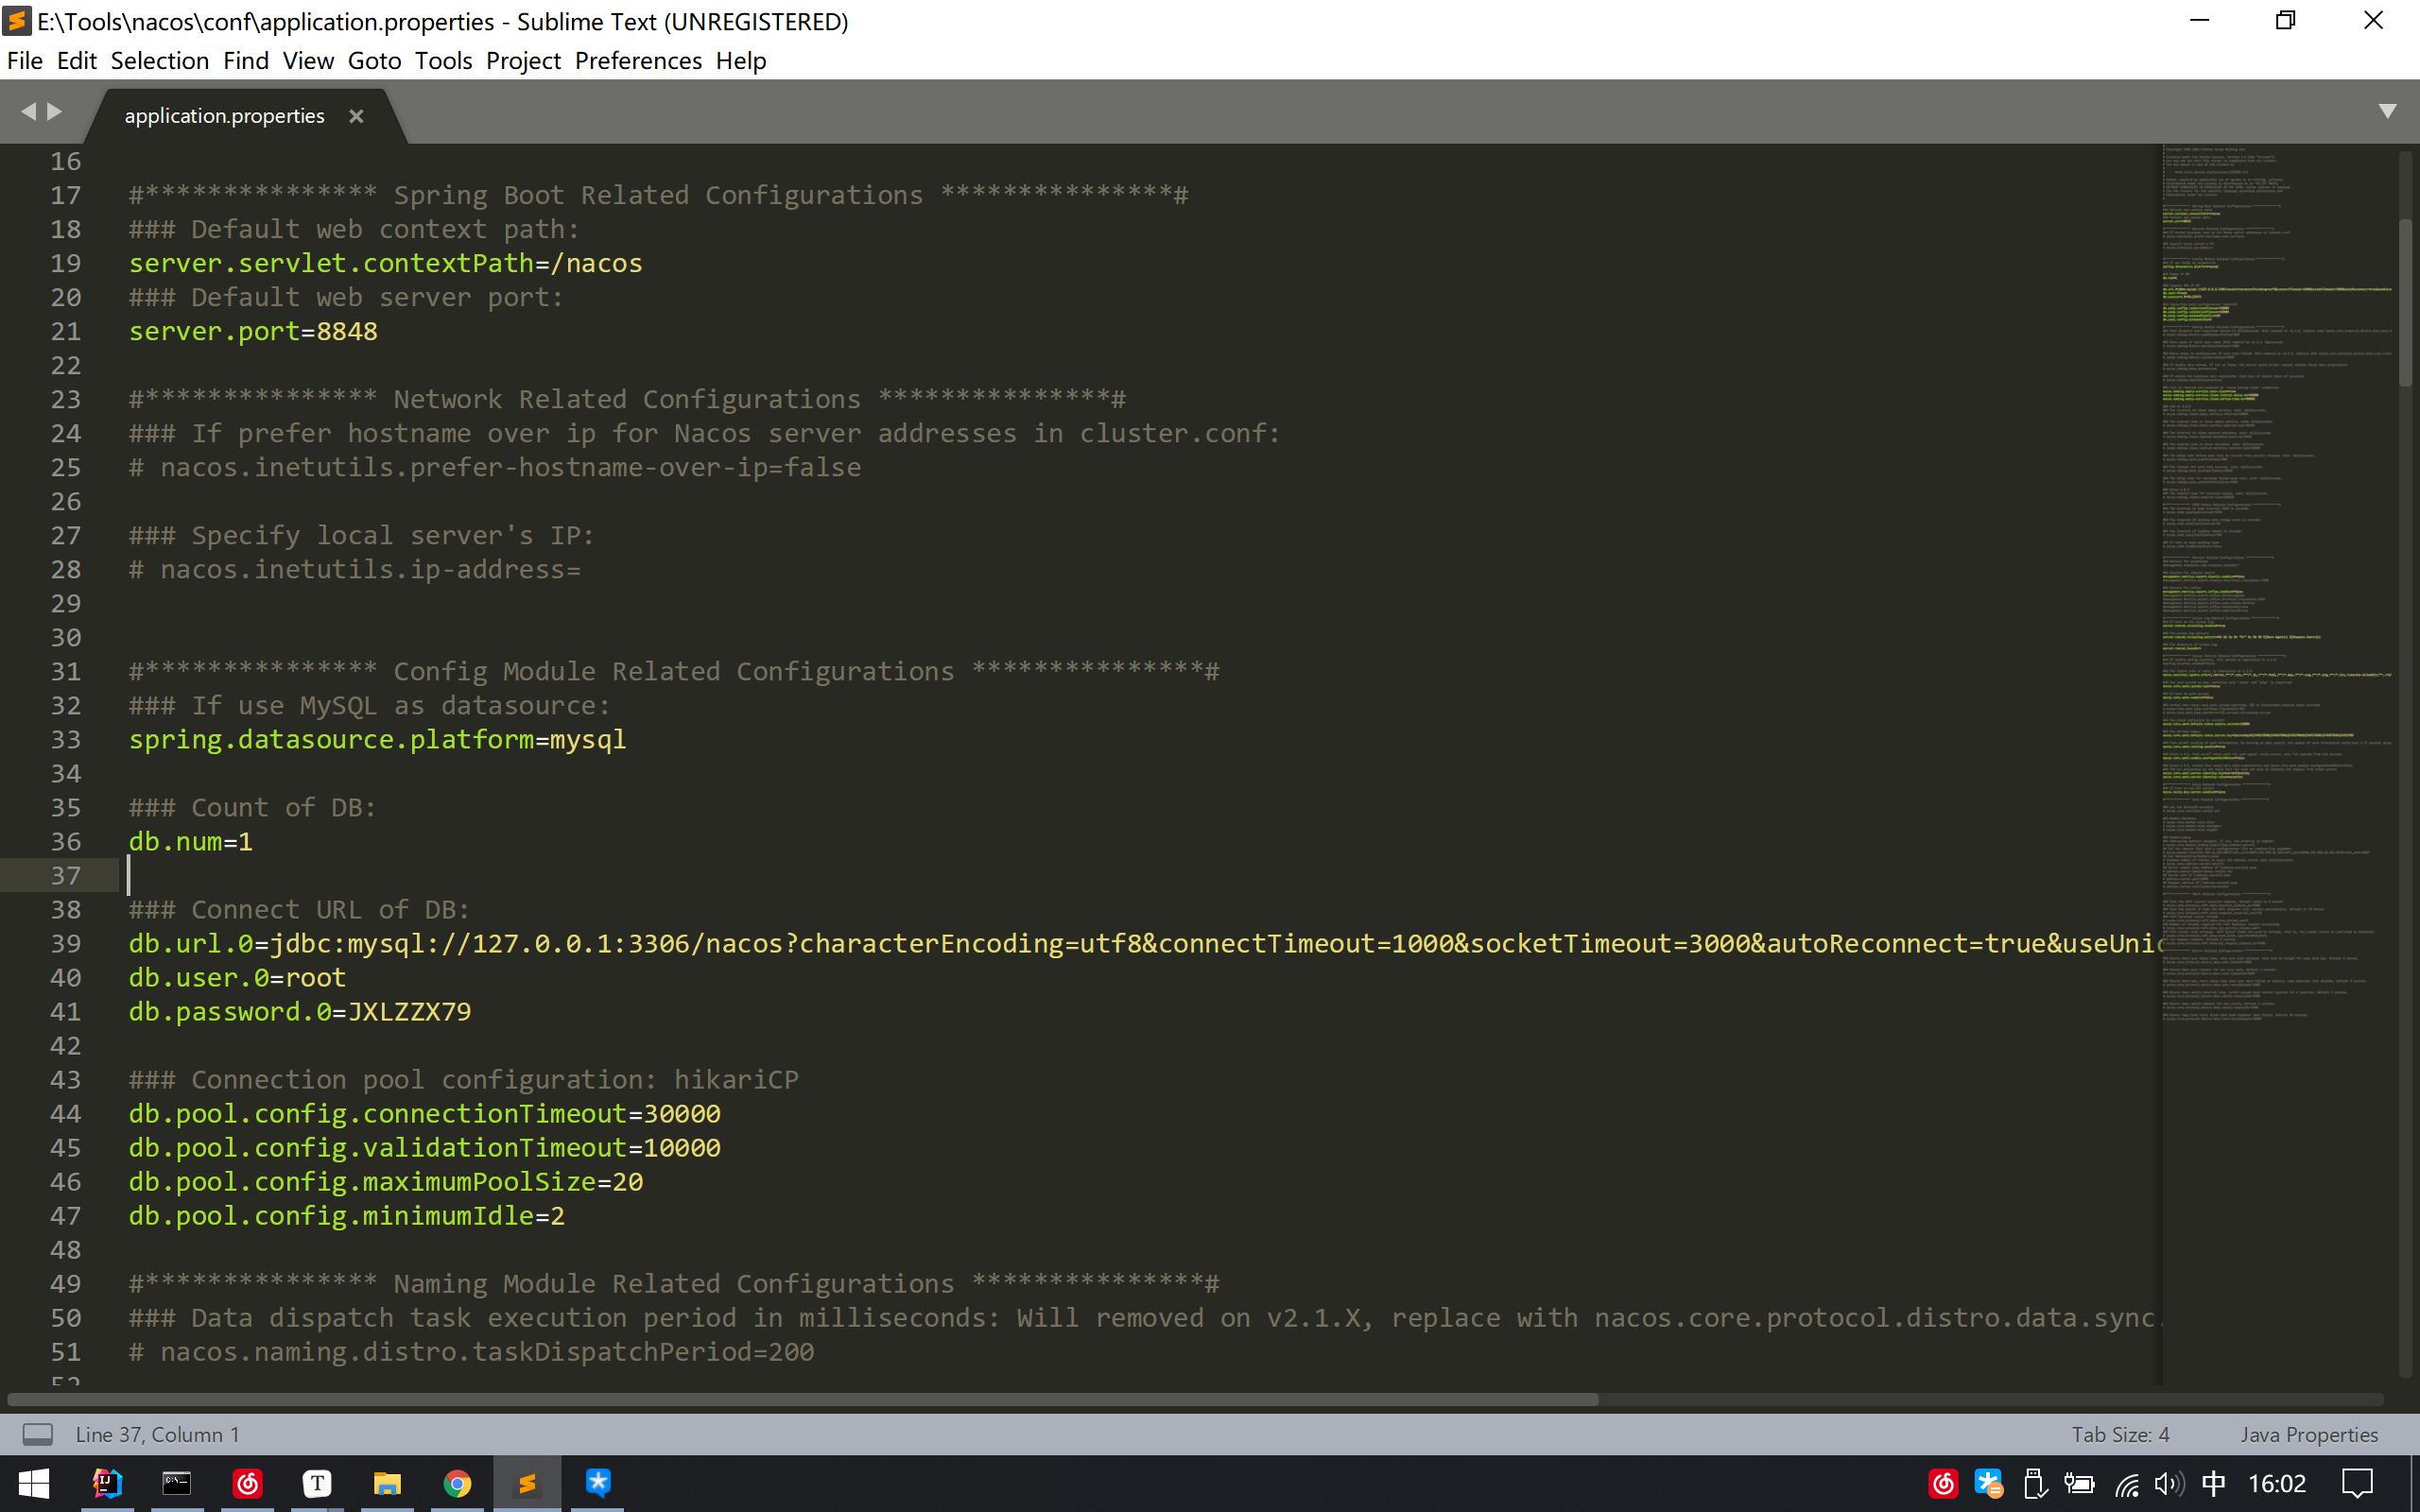 E:\Tools\nacos\conf\application.properties - Sublime Text (UNREGISTERED)
File Edit Selection Find View Goto Tools Project Preferences Help
application.properties
16
17 #*************** Spring Boot Related Configurations ***************#
18 ### Default web context path:
19 server.servlet.contextPath=/nacos
20 ### Default web server port:
21 server.port=8848
22
23 #*************** Network Related Configurations ***************#
24 ### If prefer hostname over ip for Nacos server addresses in cluster.conf:
25 # nacos.inetutils.prefer-hostname-over-ip=false
26
27 ### Specify local server's IP:
28 # nacos.inetutils.ip-address=
29
30
31 #*************** Config Module Related Configurations ***************#
32 ### If use MySQL as datasource:
33 spring.datasource.platform=mysql
34
35 ### Count of DB:
36 db.num=1
37
38 ### Connect URL of DB:
39 db.url.0=jdbc:mysql://127.0.0.1:3306/nacos?characterEncoding=utf8&connectTimeout=1000&socketTimeout=3000&autoReconnect=true&useUnic
40 db.user.0=root
41 db.password.0=JXLZZX79
42
43 ### Connection pool configuration: hikariCP
44 db.pool.config.connectionTimeout=30000
45 db.pool.config.validationTimeout=10000
46 db.pool.config.maximumPoolSize=20
47 db.pool.config.minimumIdle=2
48
49 #*************** Naming Module Related Configurations ***************#
50 ### Data dispatch task execution period in milliseconds: Will removed on v2.1.X, replace with nacos.core.protocol.distro.data.sync.
51 # nacos.naming.distro.taskDispatchPeriod=200
52
Line 37, Column 1
Tab Size: 4
Java Properties
中
16:02